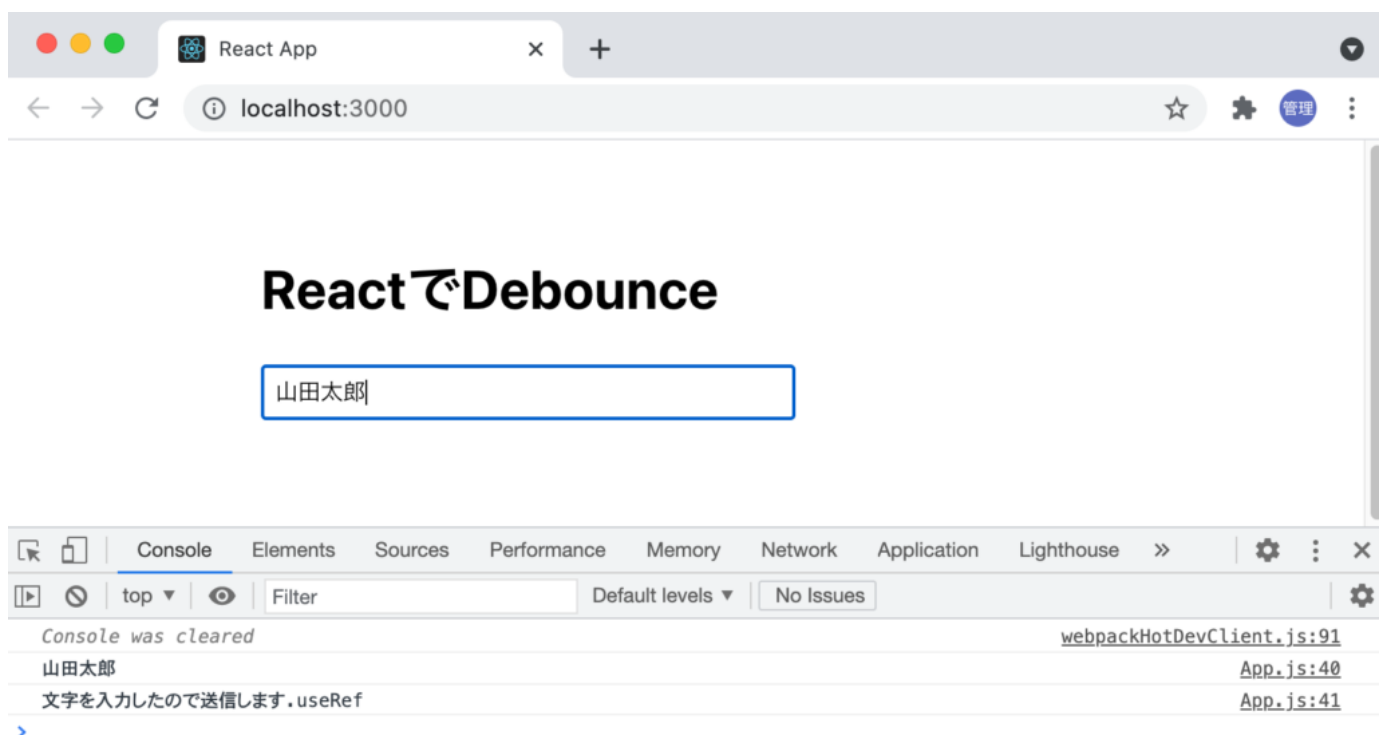 React App
localhost:3000
管理
ReactでDebounce
山田太郎
Console Elements Sources Performance Memory Network Application Lighthouse
top Filter Default levels No Issues
Console was cleared webpackHotDevClient.js:91
山田太郎 App.js:40
文字を入力したので送信します.useRef App.js:41